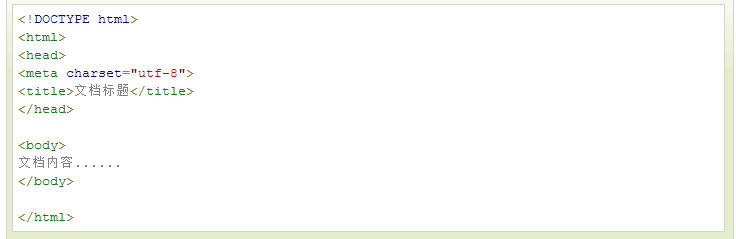 <!DOCTYPE html>
<html>
<head>
<meta charset="utf-8">
<title>文档标题</title>
</head>
<body>
文档内容......
</body>
</html>